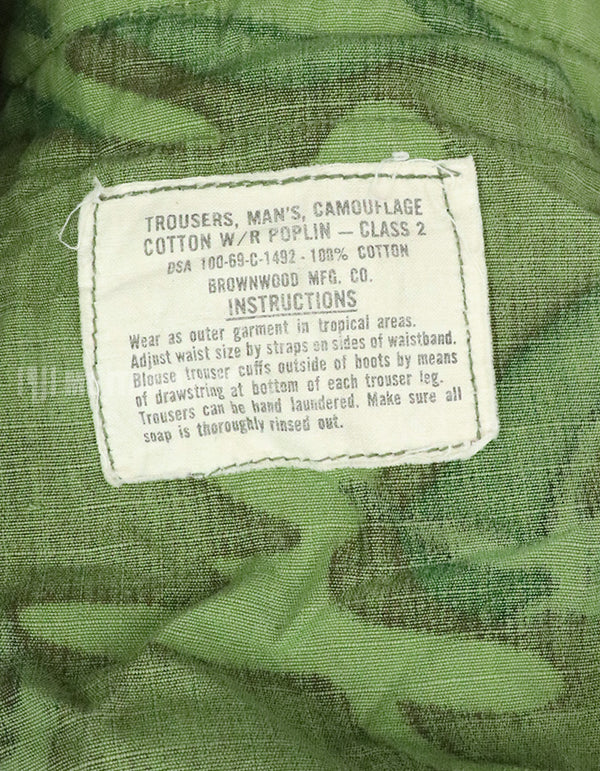 TROUSERS, MAN'S, CAMOUFLAGE
COTTON W/R POPLIN — CLASS 2
DSA 100-69-C-1492 - 100% COTTON
BROWNWOOD MFG. CO.
INSTRUCTIONS
Wear as outer garment in tropical areas.
Adjust waist size by straps on sides of waistband.
Blouse trouser cuffs outside of boots by means
of drawstring at bottom of each trouser leg.
Trousers can be hand laundered. Make sure all
soap is thoroughly rinsed out.